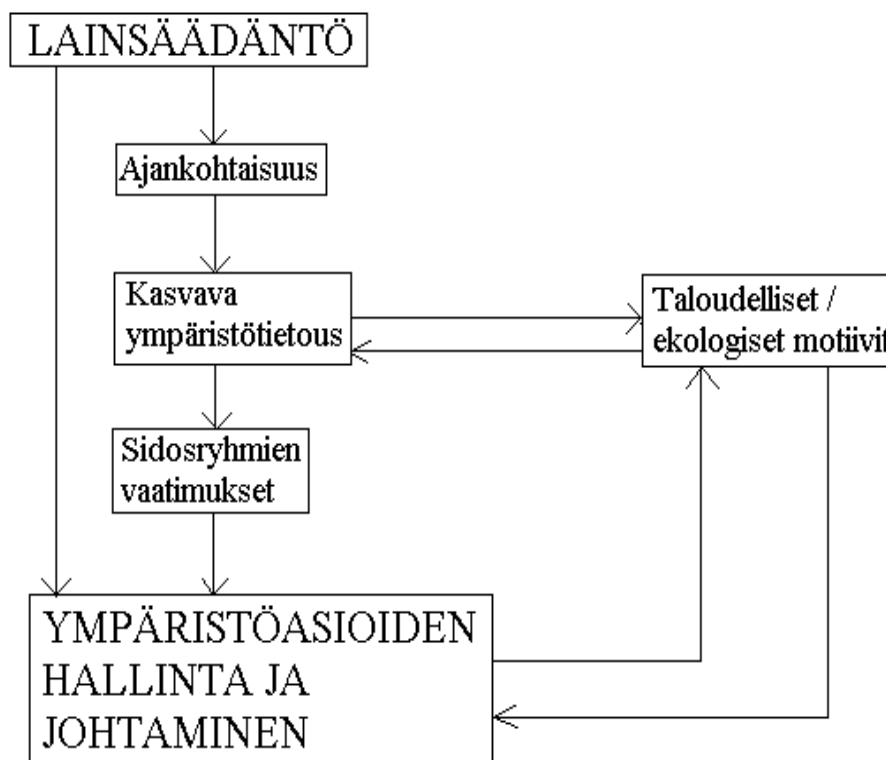 LAINSÄÄDÄNTÖ
Ajankohtaisuus
Kasvava
ympäristötietous
Taloudelliset /
ekologiset motiivit
Sidosryhmien
vaatimukset
YMPÄRISTÖASIOIDEN
HALLINTA JA
JOHTAMINEN